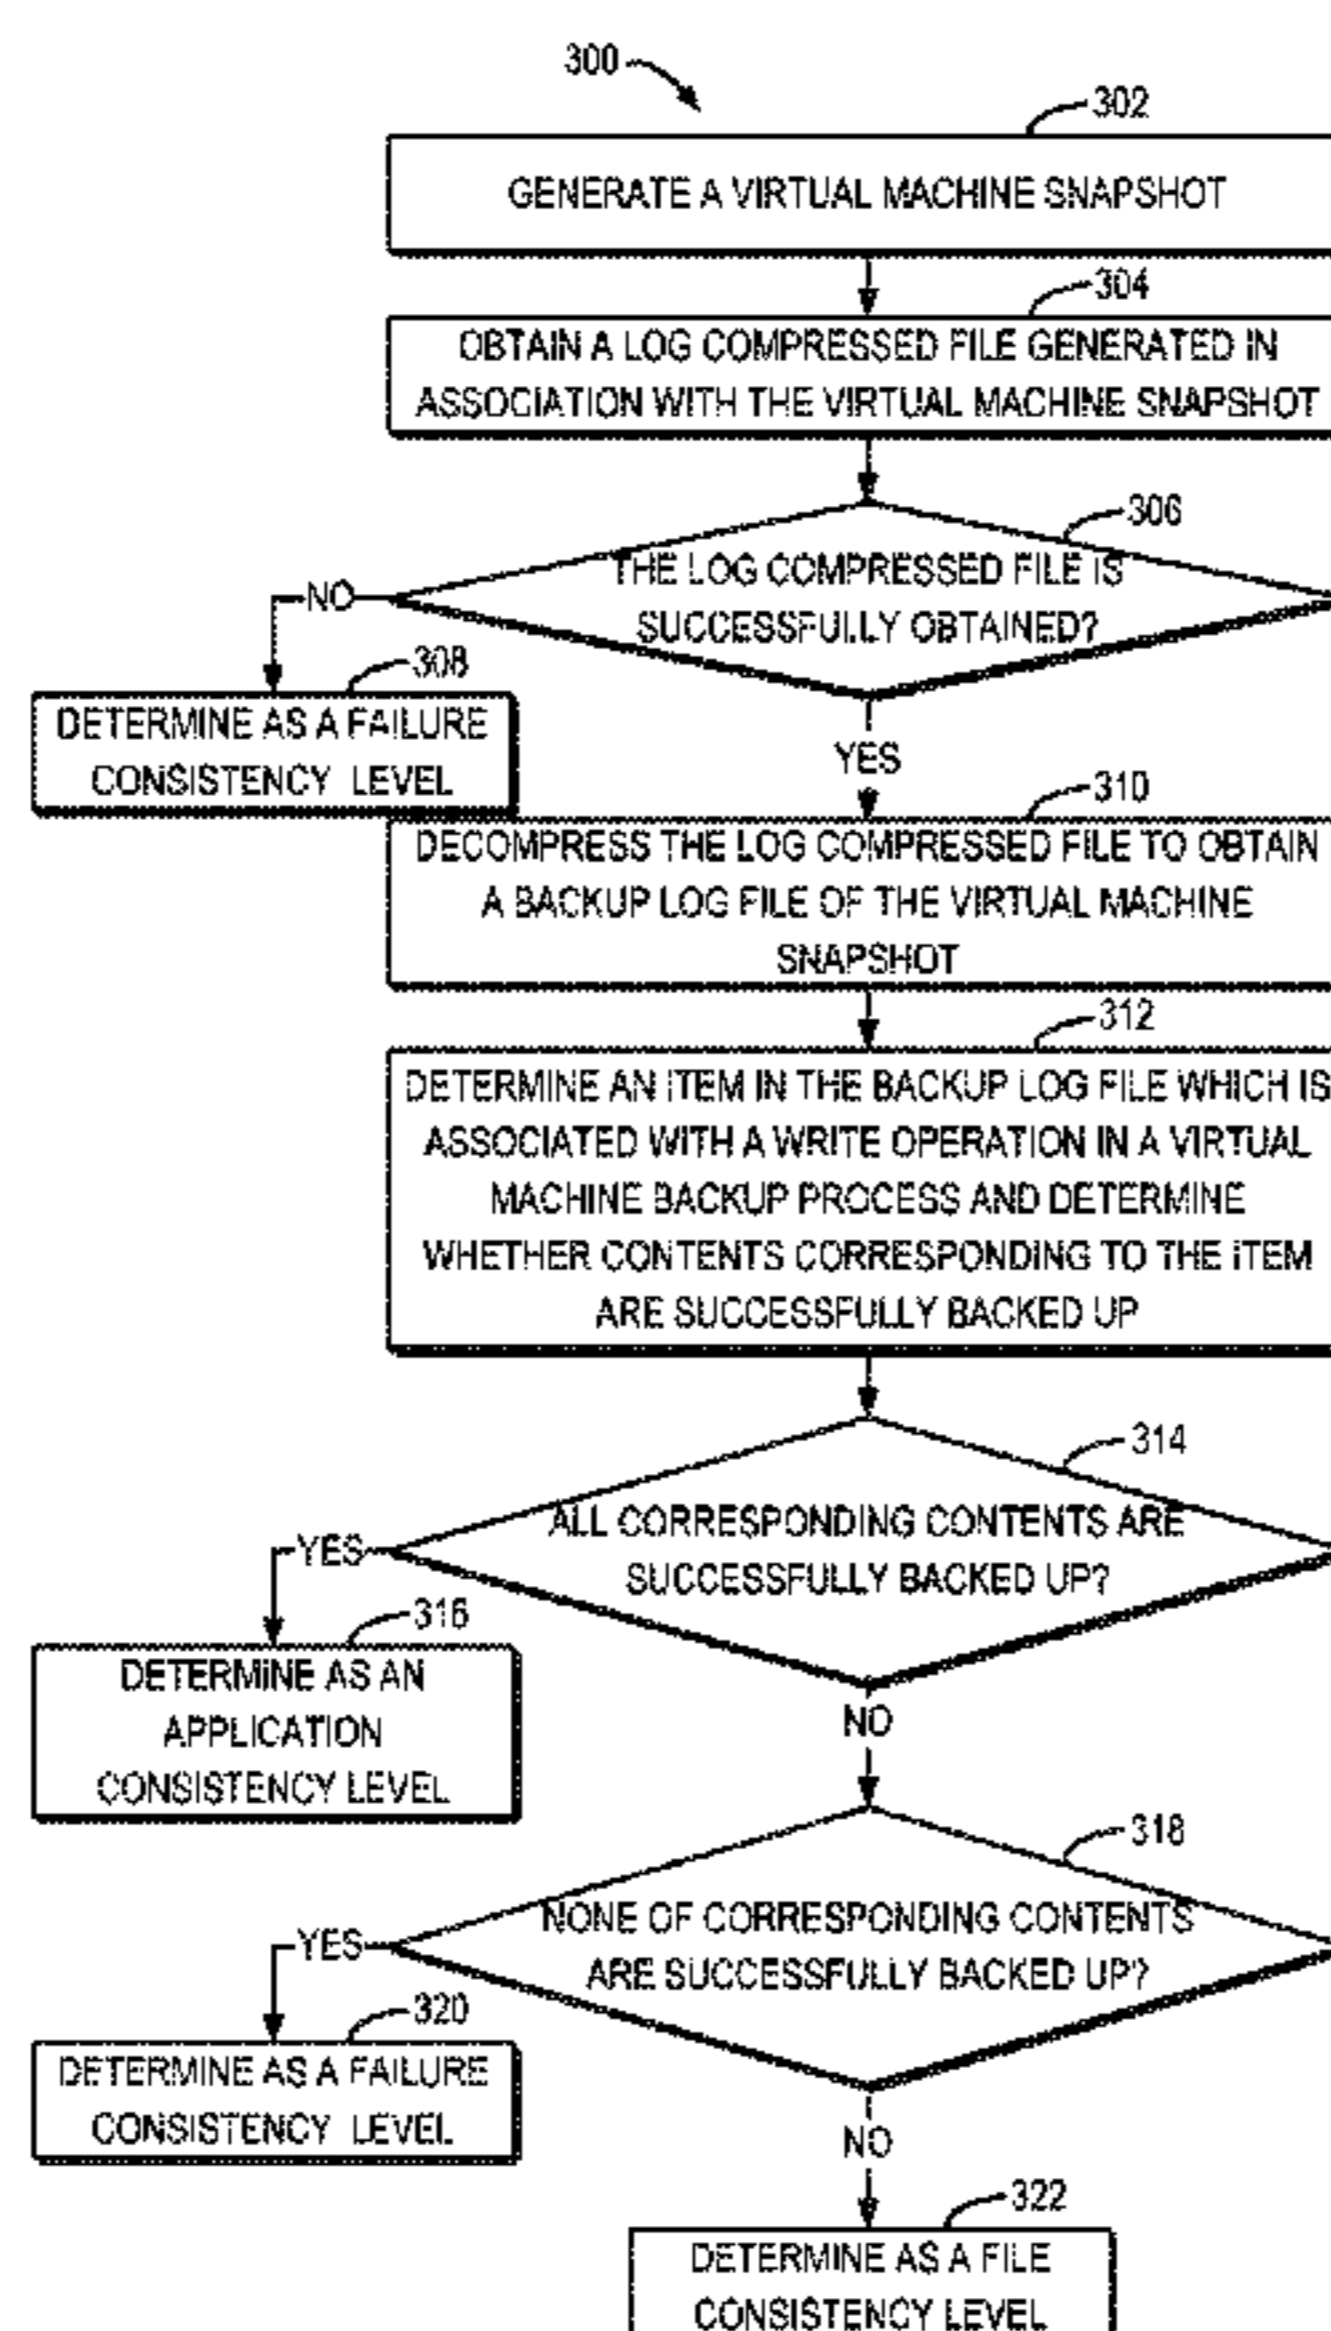 300
302
GENERATE A VIRTUAL MACHINE SNAPSHOT
304
OBTAIN A LOG COMPRESSED FILE GENERATED IN
ASSOCIATION WITH THE VIRTUAL MACHINE SNAPSHOT
306
THE LOG COMPRESSED FILE IS
SUCCESSFULLY OBTAINED?
NO
308
DETERMINE AS A FAILURE
CONSISTENCY LEVEL
YES
310
DECOMPRESS THE LOG COMPRESSED FILE TO OBTAIN
A BACKUP LOG FILE OF THE VIRTUAL MACHINE
SNAPSHOT
312
DETERMINE AN ITEM IN THE BACKUP LOG FILE WHICH IS
ASSOCIATED WITH A WRITE OPERATION IN A VIRTUAL
MACHINE BACKUP PROCESS AND DETERMINE
WHETHER CONTENTS CORRESPONDING TO THE ITEM
ARE SUCCESSFULLY BACKED UP
314
ALL CORRESPONDING CONTENTS ARE
SUCCESSFULLY BACKED UP?
YES
316
DETERMINE AS AN
APPLICATION
CONSISTENCY LEVEL
NO
318
NONE OF CORRESPONDING CONTENTS
ARE SUCCESSFULLY BACKED UP?
YES
320
DETERMINE AS A FAILURE
CONSISTENCY LEVEL
NO
322
DETERMINE AS A FILE
CONSISTENCY LEVEL